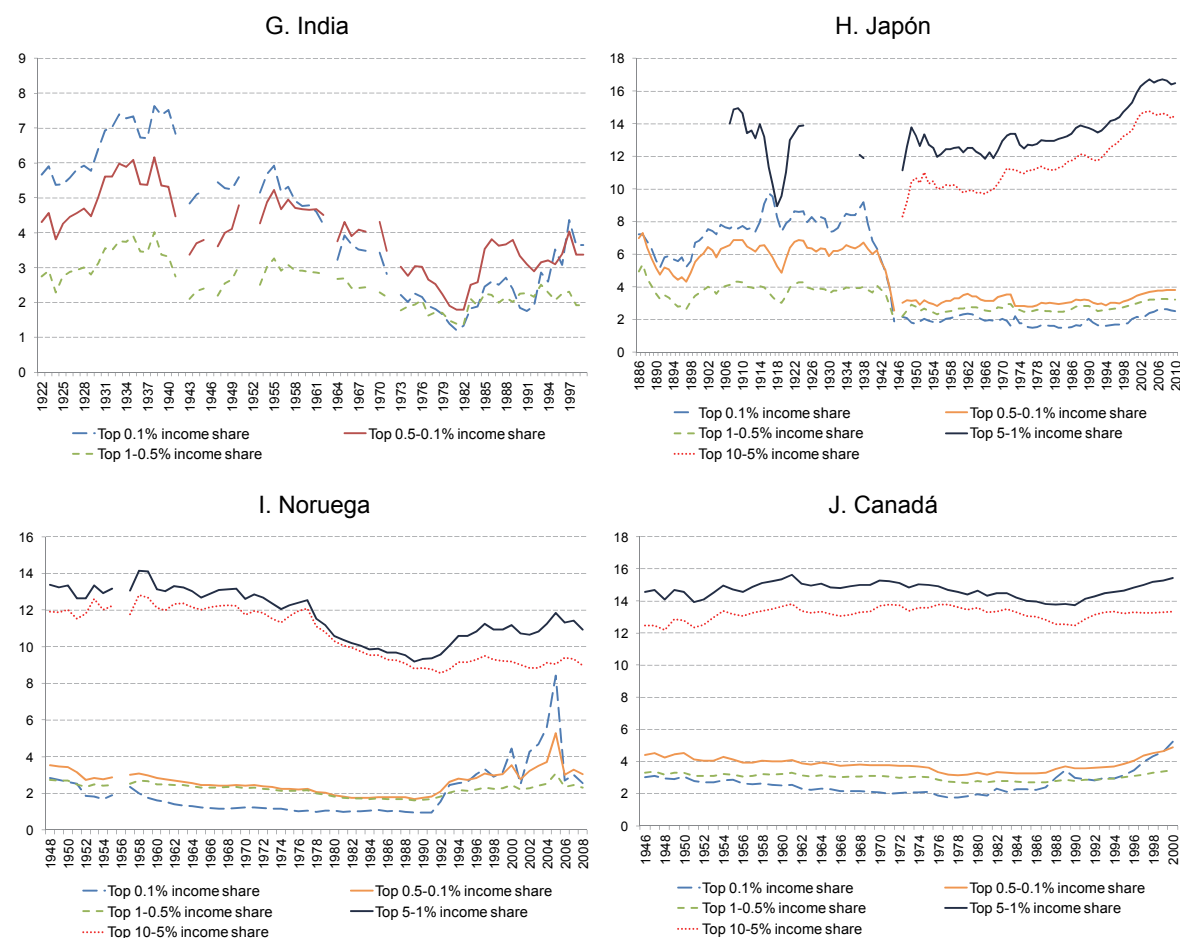 G. India
9
8
7
6
5
4
3
2
1
0
1922 1925 1928 1931 1934 1937 1940 1943 1946 1949 1952 1955 1958 1961 1964 1967 1970 1973 1976 1979 1982 1985 1988 1991 1994 1997
Top 0.1% income share
Top 0.5-0.1% income share
Top 1-0.5% income share
H. Japón
18
16
14
12
10
8
6
4
2
0
1886 1890 1894 1898 1902 1906 1910 1914 1918 1922 1926 1930 1934 1938 1942 1946 1950 1954 1958 1962 1966 1970 1974 1978 1982 1986 1990 1994 1998 2002 2006 2010
Top 0.1% income share
Top 0.5-0.1% income share
Top 1-0.5% income share
Top 5-1% income share
Top 10-5% income share
I. Noruega
16
14
12
10
8
6
4
2
0
1948 1950 1952 1954 1956 1958 1960 1962 1964 1966 1968 1970 1972 1974 1976 1978 1980 1982 1984 1986 1988 1990 1992 1994 1996 1998 2000 2002 2004 2006 2008
Top 0.1% income share
Top 0.5-0.1% income share
Top 1-0.5% income share
Top 5-1% income share
Top 10-5% income share
J. Canadá
18
16
14
12
10
8
6
4
2
0
1946 1948 1950 1952 1954 1956 1958 1960 1962 1964 1966 1968 1970 1972 1974 1976 1978 1980 1982 1984 1986 1988 1990 1992 1994 1996 1998 2000
Top 0.1% income share
Top 0.5-0.1% income share
Top 1-0.5% income share
Top 5-1% income share
Top 10-5% income share